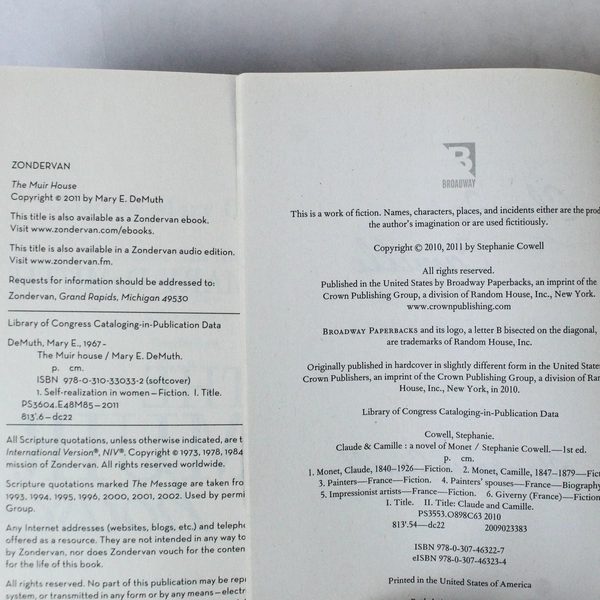 ZONDERVAN
The Muir House
Copyright © 2011 by Mary E. DeMuth
This title is also available as a Zondervan ebook.
Visit www.zondervan.com/ebooks.
This title is also available in a Zondervan audio edition.
Visit www.zondervan.fm.
Requests for information should be addressed to:
Zondervan, Grand Rapids, Michigan 49530
Library of Congress Cataloging-in-Publication Data
DeMuth, Mary E., 1967-
The Muir house / Mary E. DeMuth.
p. cm.
ISBN 978-0-310-33033-2 (softcover)
1. Self-realization in women—Fiction. I. Title.
PS3604.E48M85—2011
813'.6—dc22
All Scripture quotations, unless otherwise indicated, are t
International Version®, NIV®. Copyright © 1973, 1978, 1984
mission of Zondervan. All rights reserved worldwide.
Scripture quotations marked The Message are taken fro
1993, 1994, 1995, 1996, 2000, 2001, 2002. Used by permi
Group.
Any Internet addresses (websites, blogs, etc.) and telepho
offered as a resource. They are not intended in any way to
by Zondervan, nor does Zondervan vouch for the conten
for the life of this book.
All rights reserved. No part of this publication may be repr
system, or transmitted in any form or by any means—electr
B
BROADWAY
This is a work of fiction. Names, characters, places, and incidents either are the prod
the author's imagination or are used fictitiously.
Copyright © 2010, 2011 by Stephanie Cowell
All rights reserved.
Published in the United States by Broadway Paperbacks, an imprint of the
Crown Publishing Group, a division of Random House, Inc., New York.
www.crownpublishing.com
BROADWAY PAPERBACKS and its logo, a letter B bisected on the diagonal,
are trademarks of Random House, Inc.
Originally published in hardcover in slightly different form in the United State
Crown Publishers, an imprint of the Crown Publishing Group, a division of Ran
House, Inc., New York, in 2010.
Library of Congress Cataloging-in-Publication Data
Cowell, Stephanie.
Claude & Camille : a novel of Monet / Stephanie Cowell.—1st ed.
p. cm.
1. Monet, Claude, 1840–1926—Fiction. 2. Monet, Camille, 1847–1879—Fict
3. Painters—France—Fiction. 4. Painters' spouses—France—Biography
5. Impressionist artists—France—Fiction. 6. Giverny (France)—Fiction
I. Title. II. Title: Claude and Camille.
PS3553.O898C63 2010
813'.54—dc22 2009023383
ISBN 978-0-307-46322-7
eISBN 978-0-307-46323-4
Printed in the United States of America